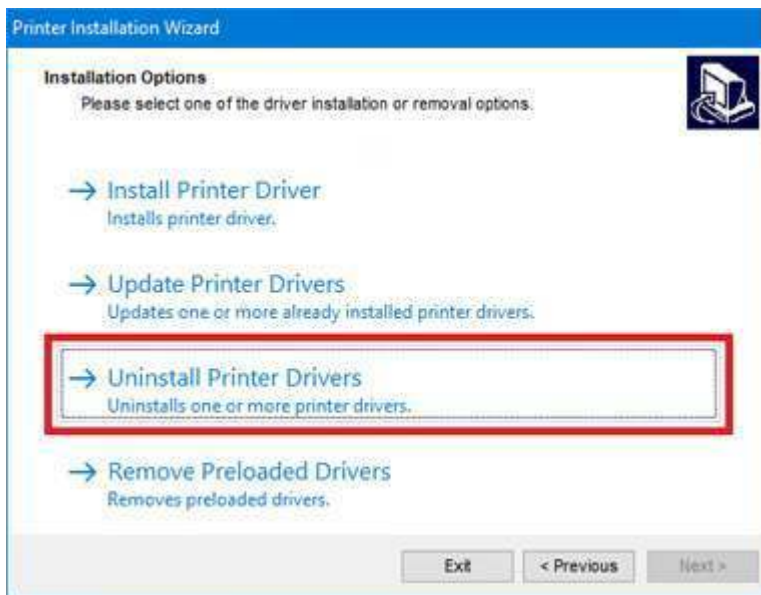 Printer Installation Wizard
Installation Options
Please select one of the driver installation or removal options.
→ Install Printer Driver
Installs printer driver.
→ Update Printer Drivers
Updates one or more already installed printer drivers.
→ Uninstall Printer Drivers
Uninstalls one or more printer drivers.
→ Remove Preloaded Drivers
Removes preloaded drivers.
Exit < Previous Next >